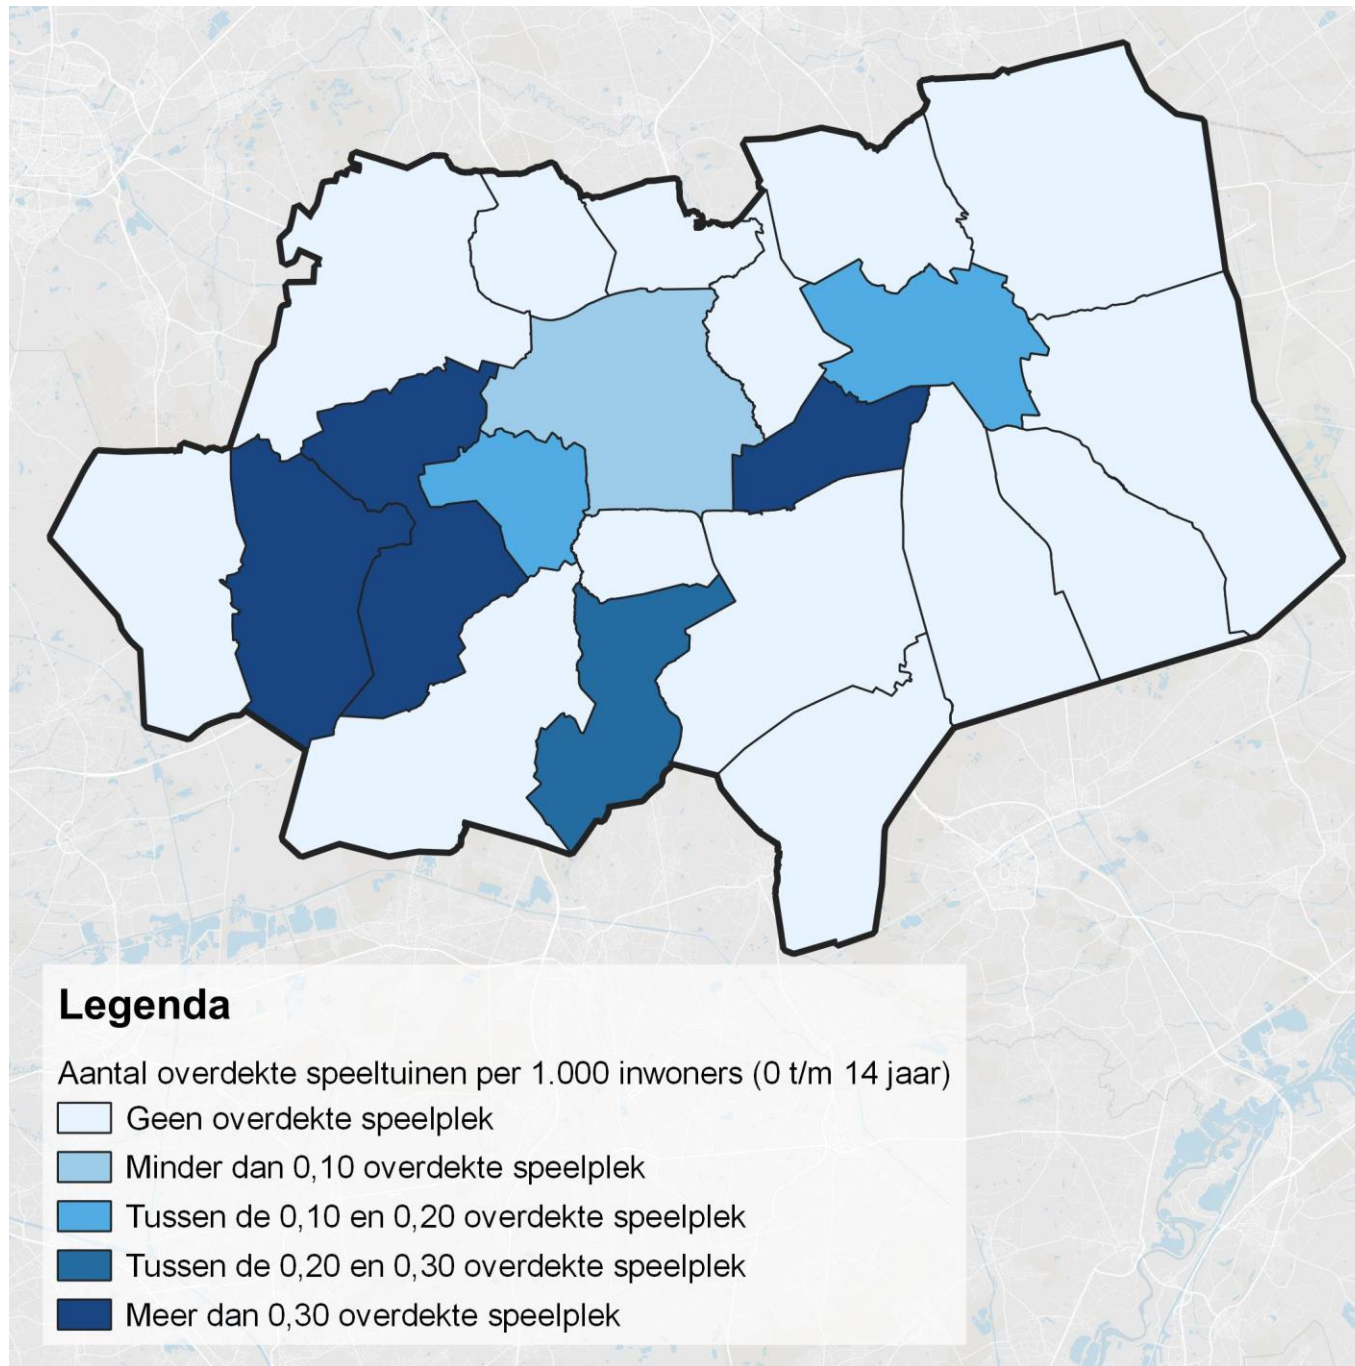 Legenda
Aantal overdekte speeltuinen per 1.000 inwoners (0 t/m 14 jaar)
Geen overdekte speelplek
Minder dan 0,10 overdekte speelplek
Tussen de 0,10 en 0,20 overdekte speelplek
Tussen de 0,20 en 0,30 overdekte speelplek
Meer dan 0,30 overdekte speelplek